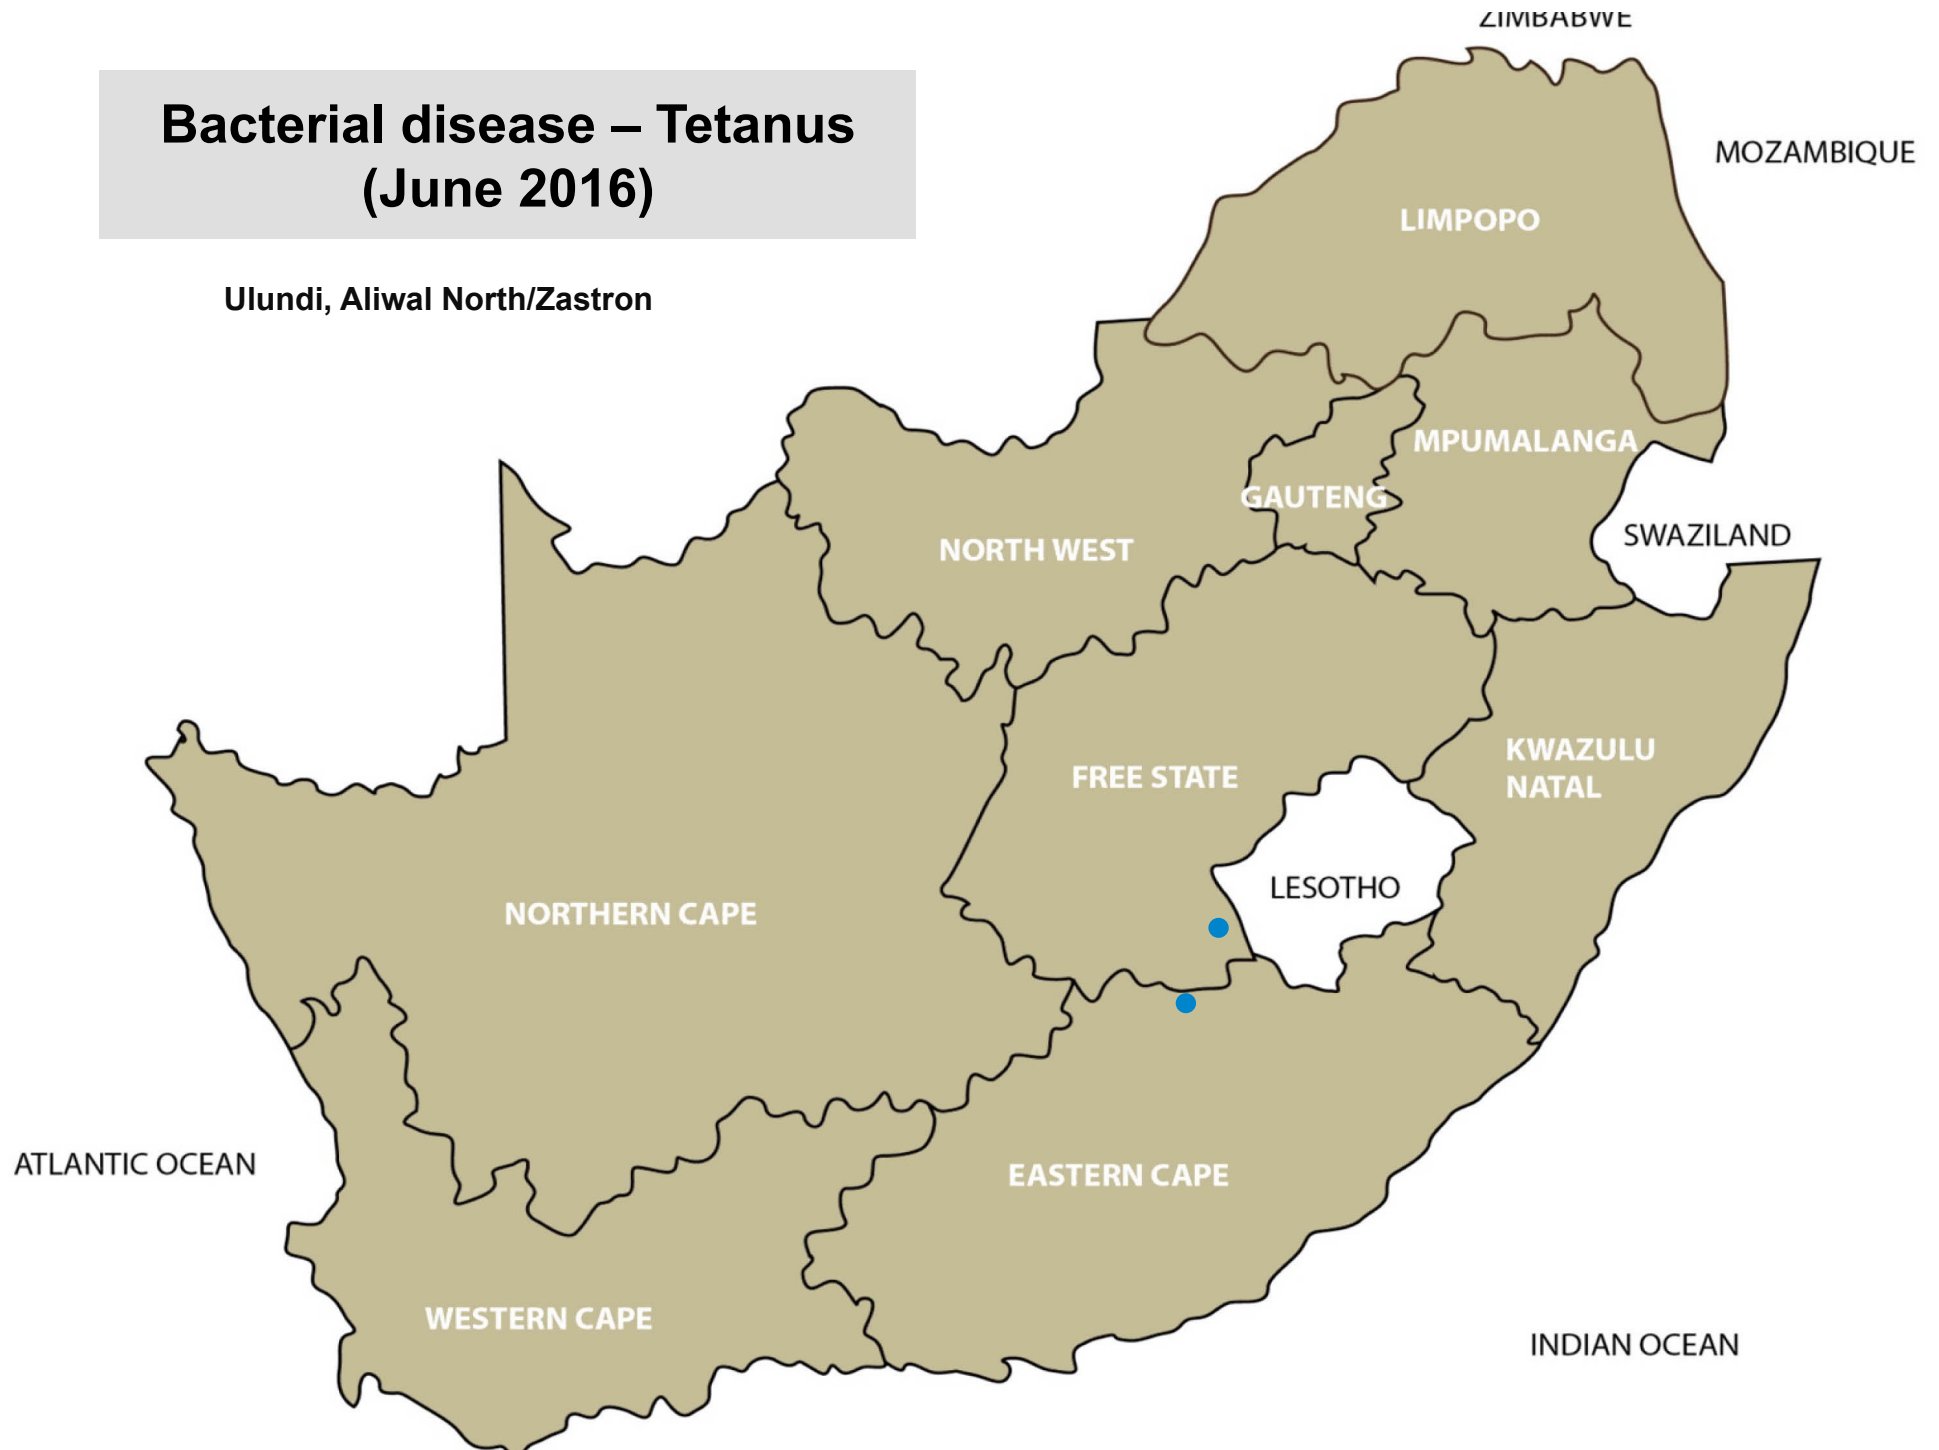 ZIMBABWE
Bacterial disease – Tetanus
(June 2016)
MOZAMBIQUE
LIMPOPO
Ulundi, Aliwal North/Zastron
MPUMALANGA
GAUTENG
SWAZILAND
NORTH WEST
KWAZULU
NATAL
FREE STATE
LESOTHO
NORTHERN CAPE
ATLANTIC OCEAN
EASTERN CAPE
WESTERN CAPE
INDIAN OCEAN